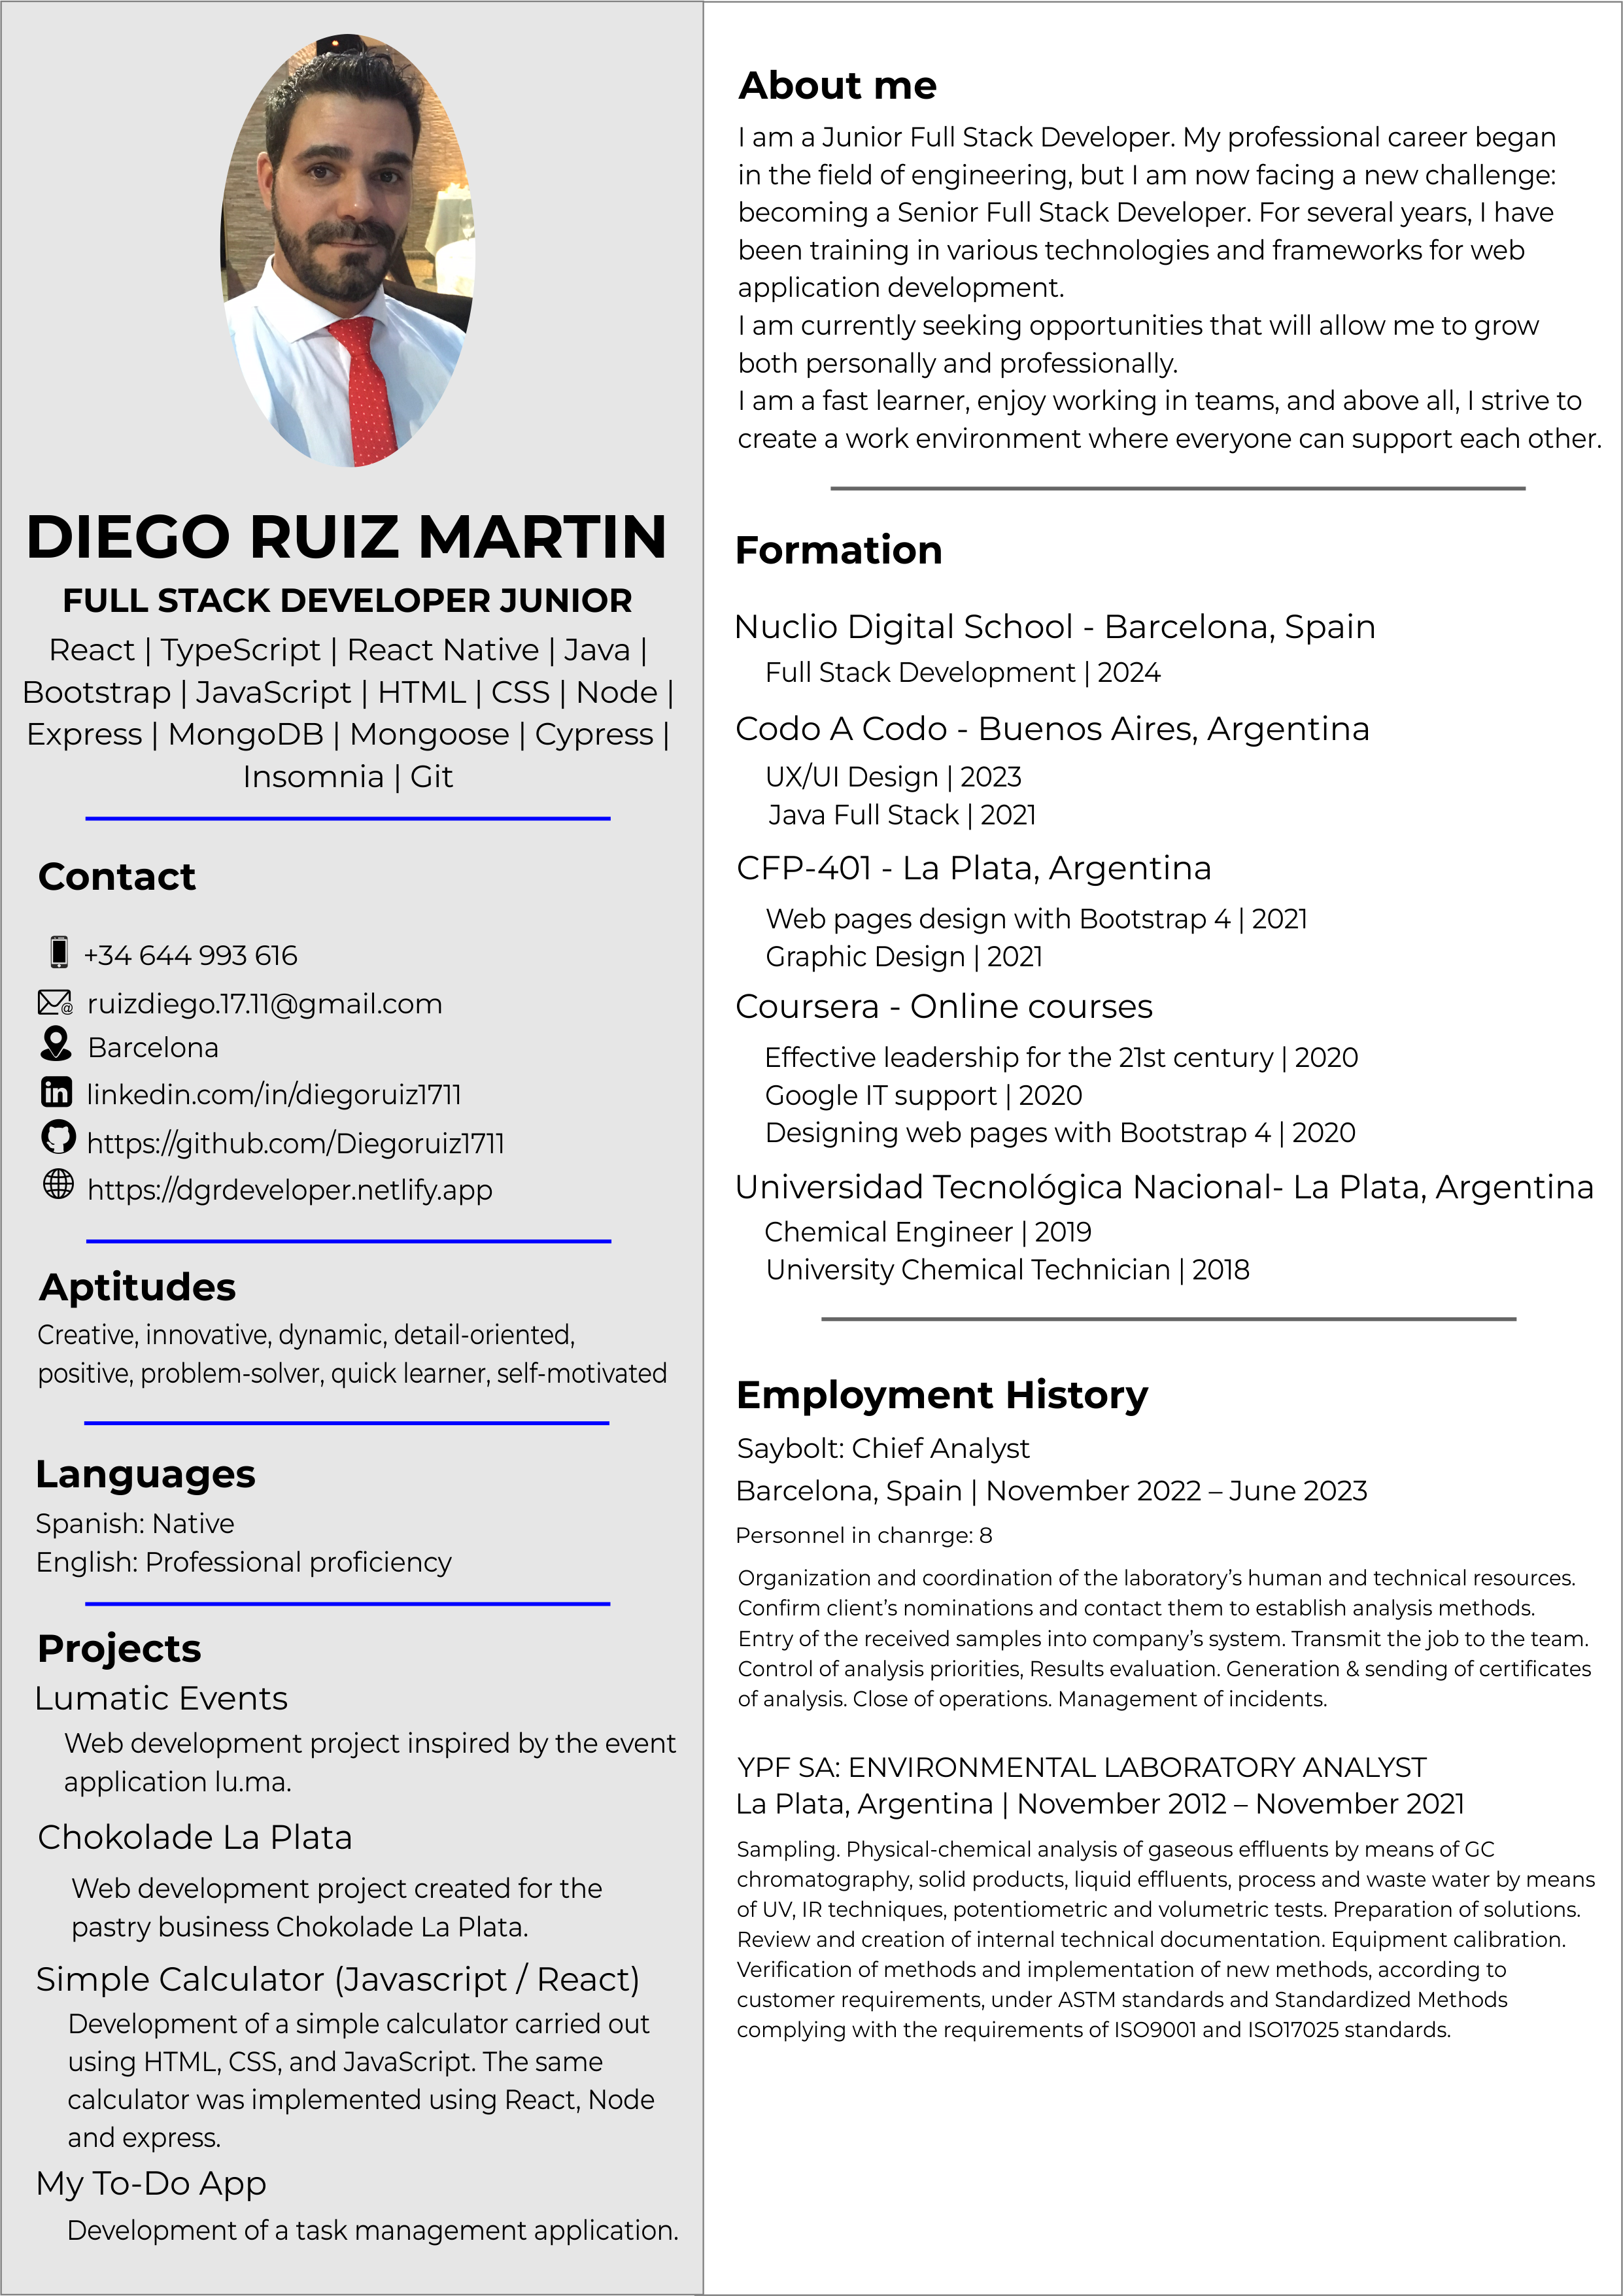 DIEGO RUIZ MARTIN
FULL STACK DEVELOPER JUNIOR
React | TypeScript | React Native | Java |
Bootstrap | JavaScript | HTML | CSS | Node |
Express | MongoDB | Mongoose | Cypress |
Insomnia | Git
Contact
+34 644 993 616
ruizdiego.17.11@gmail.com
Barcelona
linkedin.com/in/diegoruiz1711
https://github.com/Diegoruiz1711
https://dgrdeveloper.netlify.app
Aptitudes
Creative, innovative, dynamic, detail-oriented,
positive, problem-solver, quick learner, self-motivated
Languages
Spanish: Native
English: Professional proficiency
Projects
Lumatic Events
Web development project inspired by the event
application lu.ma.
Chokolade La Plata
Web development project created for the
pastry business Chokolade La Plata.
Simple Calculator (Javascript / React)
Development of a simple calculator carried out
using HTML, CSS, and JavaScript. The same
calculator was implemented using React, Node
and express.
My To-Do App
Development of a task management application.
About me
I am a Junior Full Stack Developer. My professional career began
in the field of engineering, but I am now facing a new challenge:
becoming a Senior Full Stack Developer. For several years, I have
been training in various technologies and frameworks for web
application development.
I am currently seeking opportunities that will allow me to grow
both personally and professionally.
I am a fast learner, enjoy working in teams, and above all, I strive to
create a work environment where everyone can support each other.
Formation
Nuclio Digital School - Barcelona, Spain
Full Stack Development | 2024
Codo A Codo - Buenos Aires, Argentina
UX/UI Design | 2023
Java Full Stack | 2021
CFP-401 - La Plata, Argentina
Web pages design with Bootstrap 4 | 2021
Graphic Design | 2021
Coursera - Online courses
Effective leadership for the 21st century | 2020
Google IT support | 2020
Designing web pages with Bootstrap 4 | 2020
Universidad Tecnológica Nacional- La Plata, Argentina
Chemical Engineer | 2019
University Chemical Technician | 2018
Employment History
Saybolt: Chief Analyst
Barcelona, Spain | November 2022 – June 2023
Personnel in chanrge: 8
Organization and coordination of the laboratory’s human and technical resources.
Confirm client’s nominations and contact them to establish analysis methods.
Entry of the received samples into company’s system. Transmit the job to the team.
Control of analysis priorities, Results evaluation. Generation & sending of certificates
of analysis. Close of operations. Management of incidents.
YPF SA: ENVIRONMENTAL LABORATORY ANALYST
La Plata, Argentina | November 2012 – November 2021
Sampling. Physical-chemical analysis of gaseous effluents by means of GC
chromatography, solid products, liquid effluents, process and waste water by means
of UV, IR techniques, potentiometric and volumetric tests. Preparation of solutions.
Review and creation of internal technical documentation. Equipment calibration.
Verification of methods and implementation of new methods, according to
customer requirements, under ASTM standards and Standardized Methods
complying with the requirements of ISO9001 and ISO17025 standards.